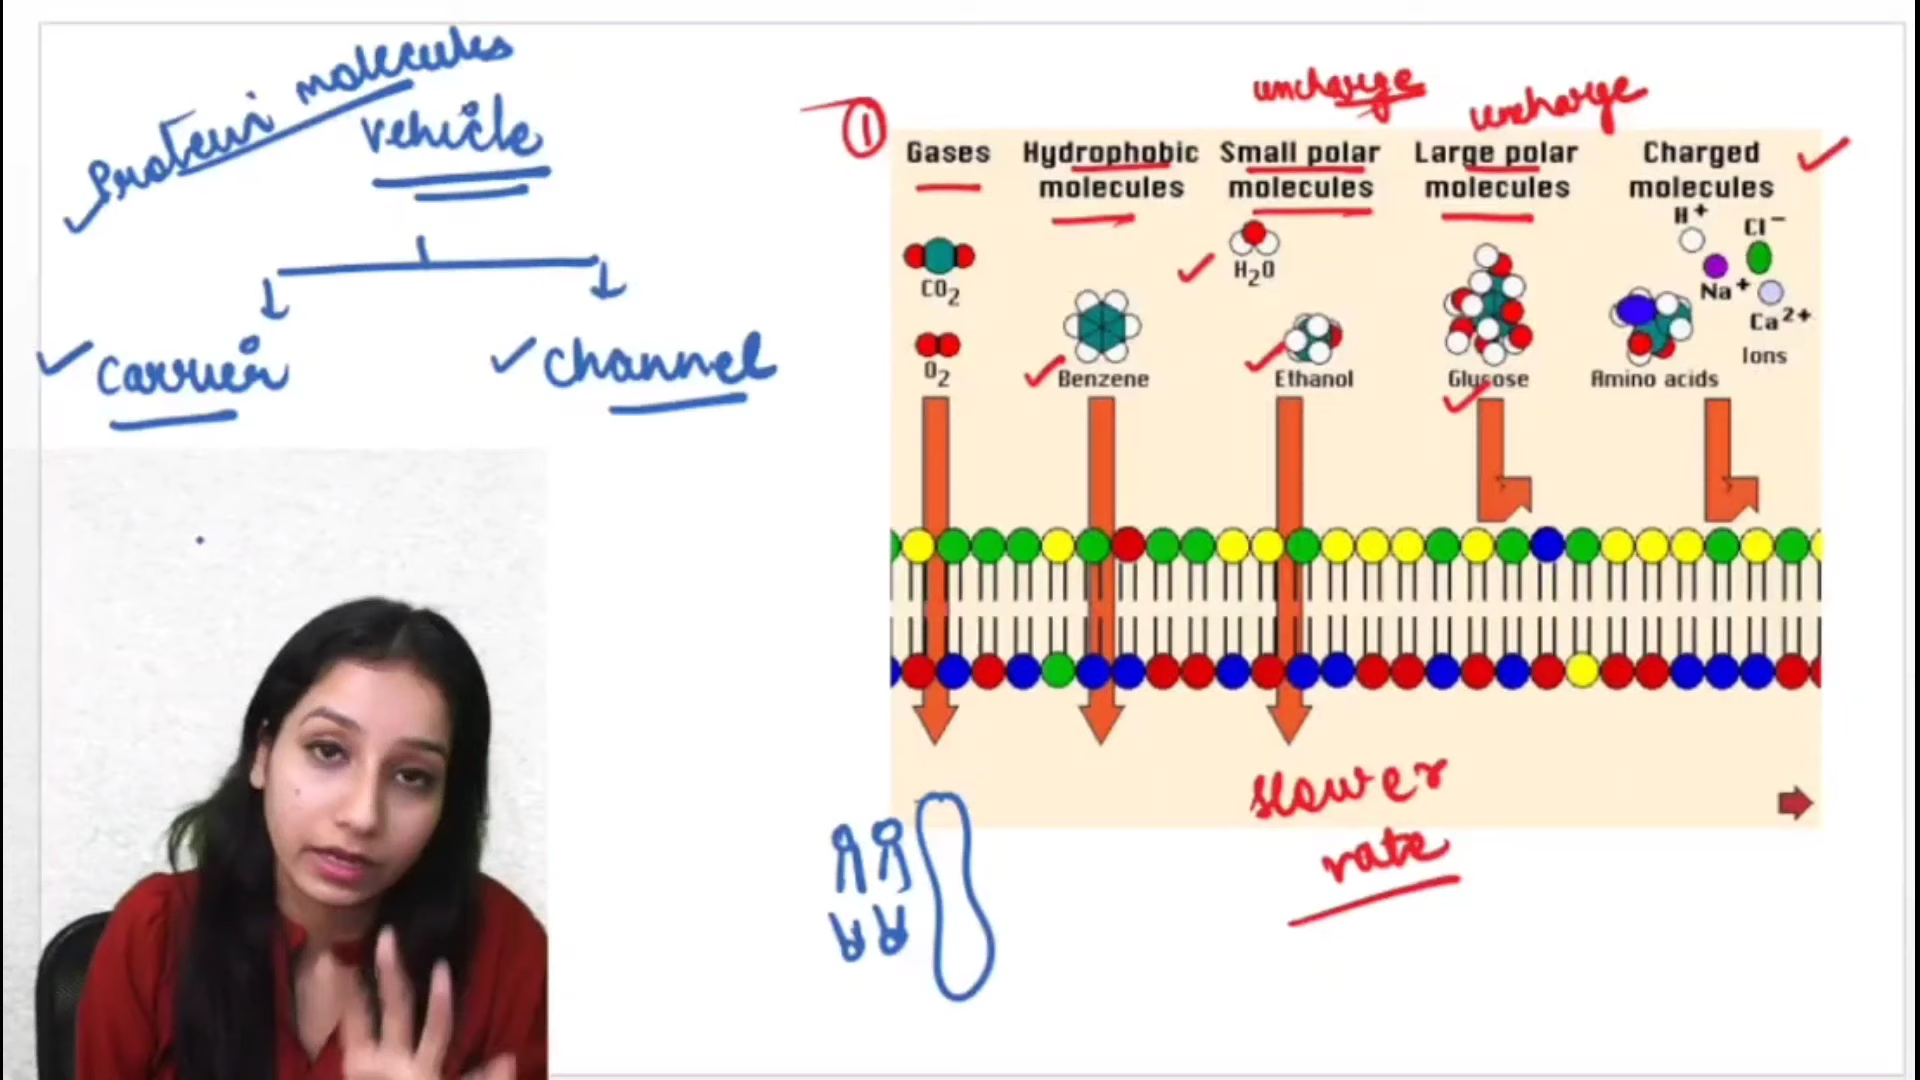 Protein molecules
vehicle
carrier
channel
①
uncharge
uncharge
Gases
Hydrophobic
molecules
Small polar
molecules
Large polar
molecules
Charged
molecules
CO2
O2
Benzene
H2O
Ethanol
Glucose
Amino acids
H+
Cl−
Na+
Ca2+
Ions
slower
rate